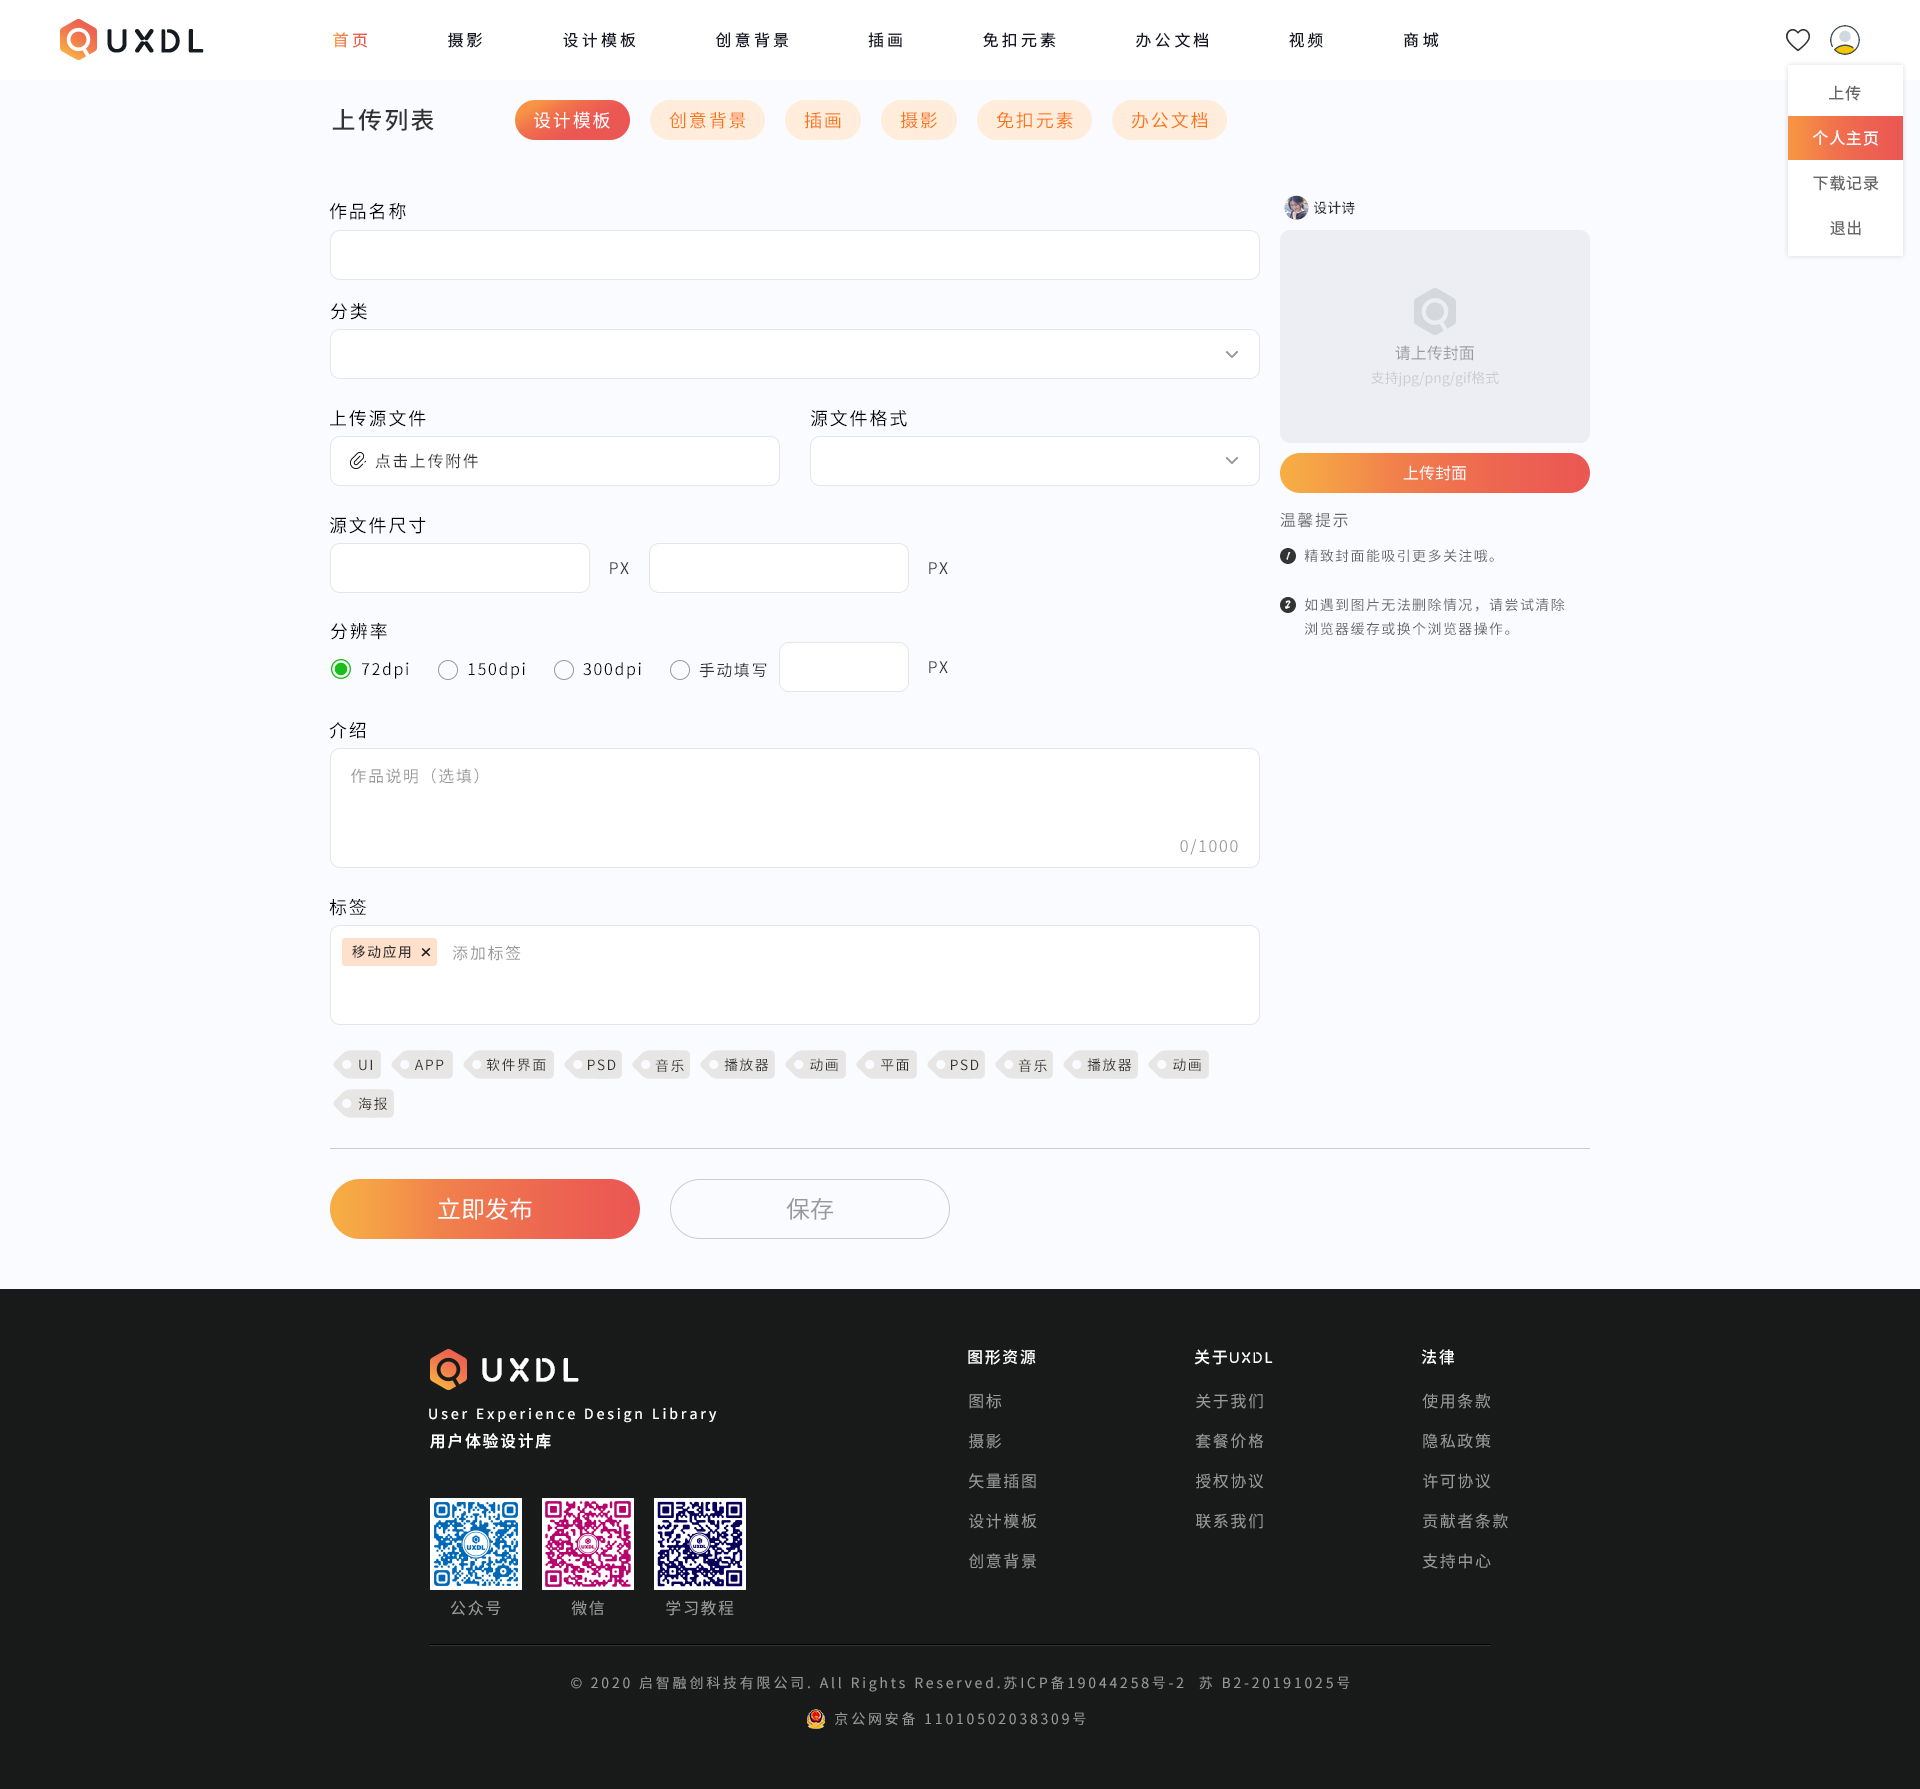 UXDL 首页 摄影 设计模板 创意背景 插画 免扣元素 办公文档 视频 商城
上传
个人主页
下载记录
退出
上传列表 设计模板 创意背景 插画 摄影 免扣元素 办公文档
作品名称
分类
上传源文件 源文件格式
点击上传附件
源文件尺寸
PX PX
分辨率
72dpi 150dpi 300dpi 手动填写 PX
介绍
作品说明（选填）
0/1000
标签
移动应用 × 添加标签
UI APP 软件界面 PSD 音乐 播放器 动画 平面 PSD 音乐 播放器 动画
海报
设计诗
请上传封面
支持jpg/png/gif格式
上传封面
温馨提示
1 精致封面能吸引更多关注哦。
2 如遇到图片无法删除情况，请尝试清除
浏览器缓存或换个浏览器操作。
立即发布 保存
UXDL
User Experience Design Library
用户体验设计库
UXDL UXDL UXDL
公众号 微信 学习教程
图形资源
图标
摄影
矢量插图
设计模板
创意背景
关于UXDL
关于我们
套餐价格
授权协议
联系我们
法律
使用条款
隐私政策
许可协议
贡献者条款
支持中心
© 2020 启智融创科技有限公司. All Rights Reserved.苏ICP备19044258号-2 苏 B2-20191025号
京公网安备 11010502038309号